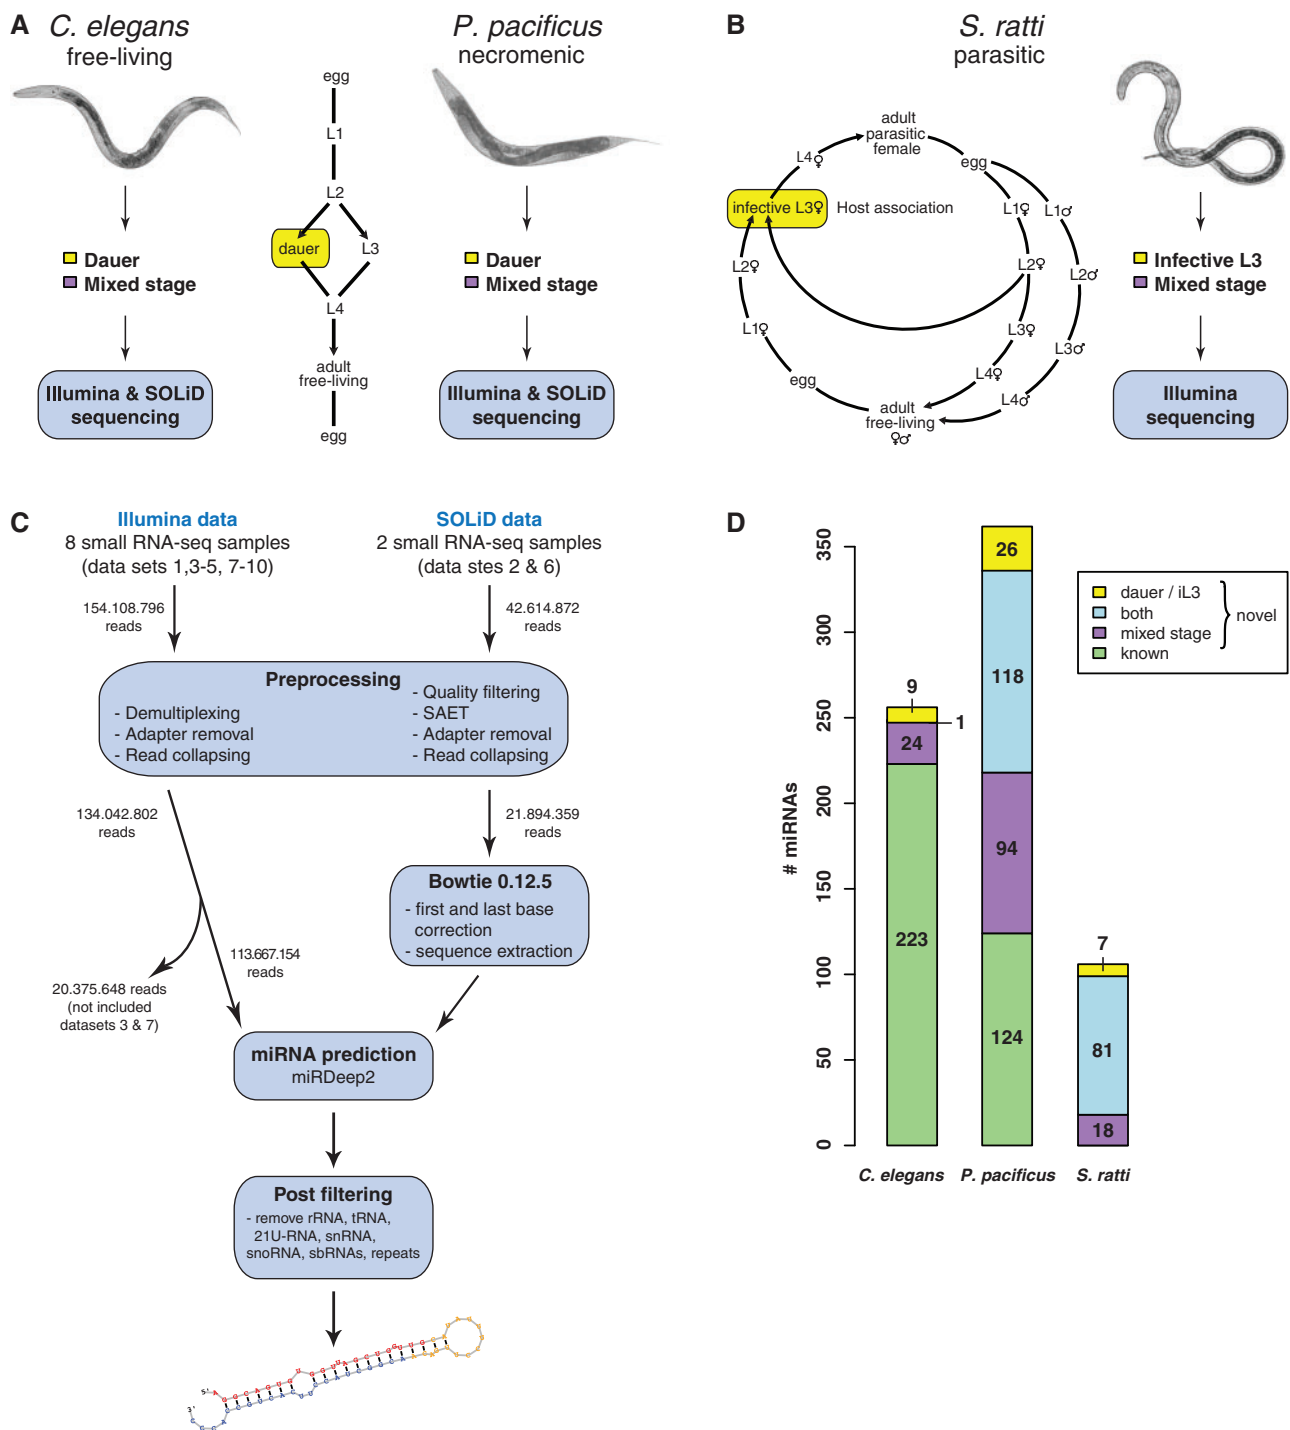 A
C. elegans
free-living
P. pacificus
necromenic
egg
L1
L2
dauer
L3
L4
adult
free-living
egg
Dauer
Mixed stage
Illumina & SOLiD
sequencing
Dauer
Mixed stage
Illumina & SOLiD
sequencing
B
S. ratti
parasitic
adult
parasitic
female
egg
L4♀
infective L3♀
Host association
L1♀
L1♂
L2♀
L2♀
L2♂
L1♀
L3♀
L3♂
L4♀
L4♂
egg
adult
free-living
♀♂
Infective L3
Mixed stage
Illumina
sequencing
C
Illumina data
8 small RNA-seq samples
(data sets 1,3-5, 7-10)
SOLiD data
2 small RNA-seq samples
(data stes 2 & 6)
154.108.796
reads
42.614.872
reads
Preprocessing
- Demultiplexing
- Adapter removal
- Read collapsing
- Quality filtering
- SAET
- Adapter removal
- Read collapsing
134.042.802
reads
21.894.359
reads
Bowtie 0.12.5
- first and last base
correction
- sequence extraction
113.667.154
reads
20.375.648 reads
(not included
datasets 3 & 7)
miRNA prediction
miRDeep2
Post filtering
- remove rRNA, tRNA,
21U-RNA, snRNA,
snoRNA, sbRNAs, repeats
5'
3'
D
# miRNAs
350
300
250
200
150
100
50
0
9
1
24
223
26
118
94
124
7
81
18
C. elegans
P. pacificus
S. ratti
dauer / iL3
both
mixed stage
known
novel